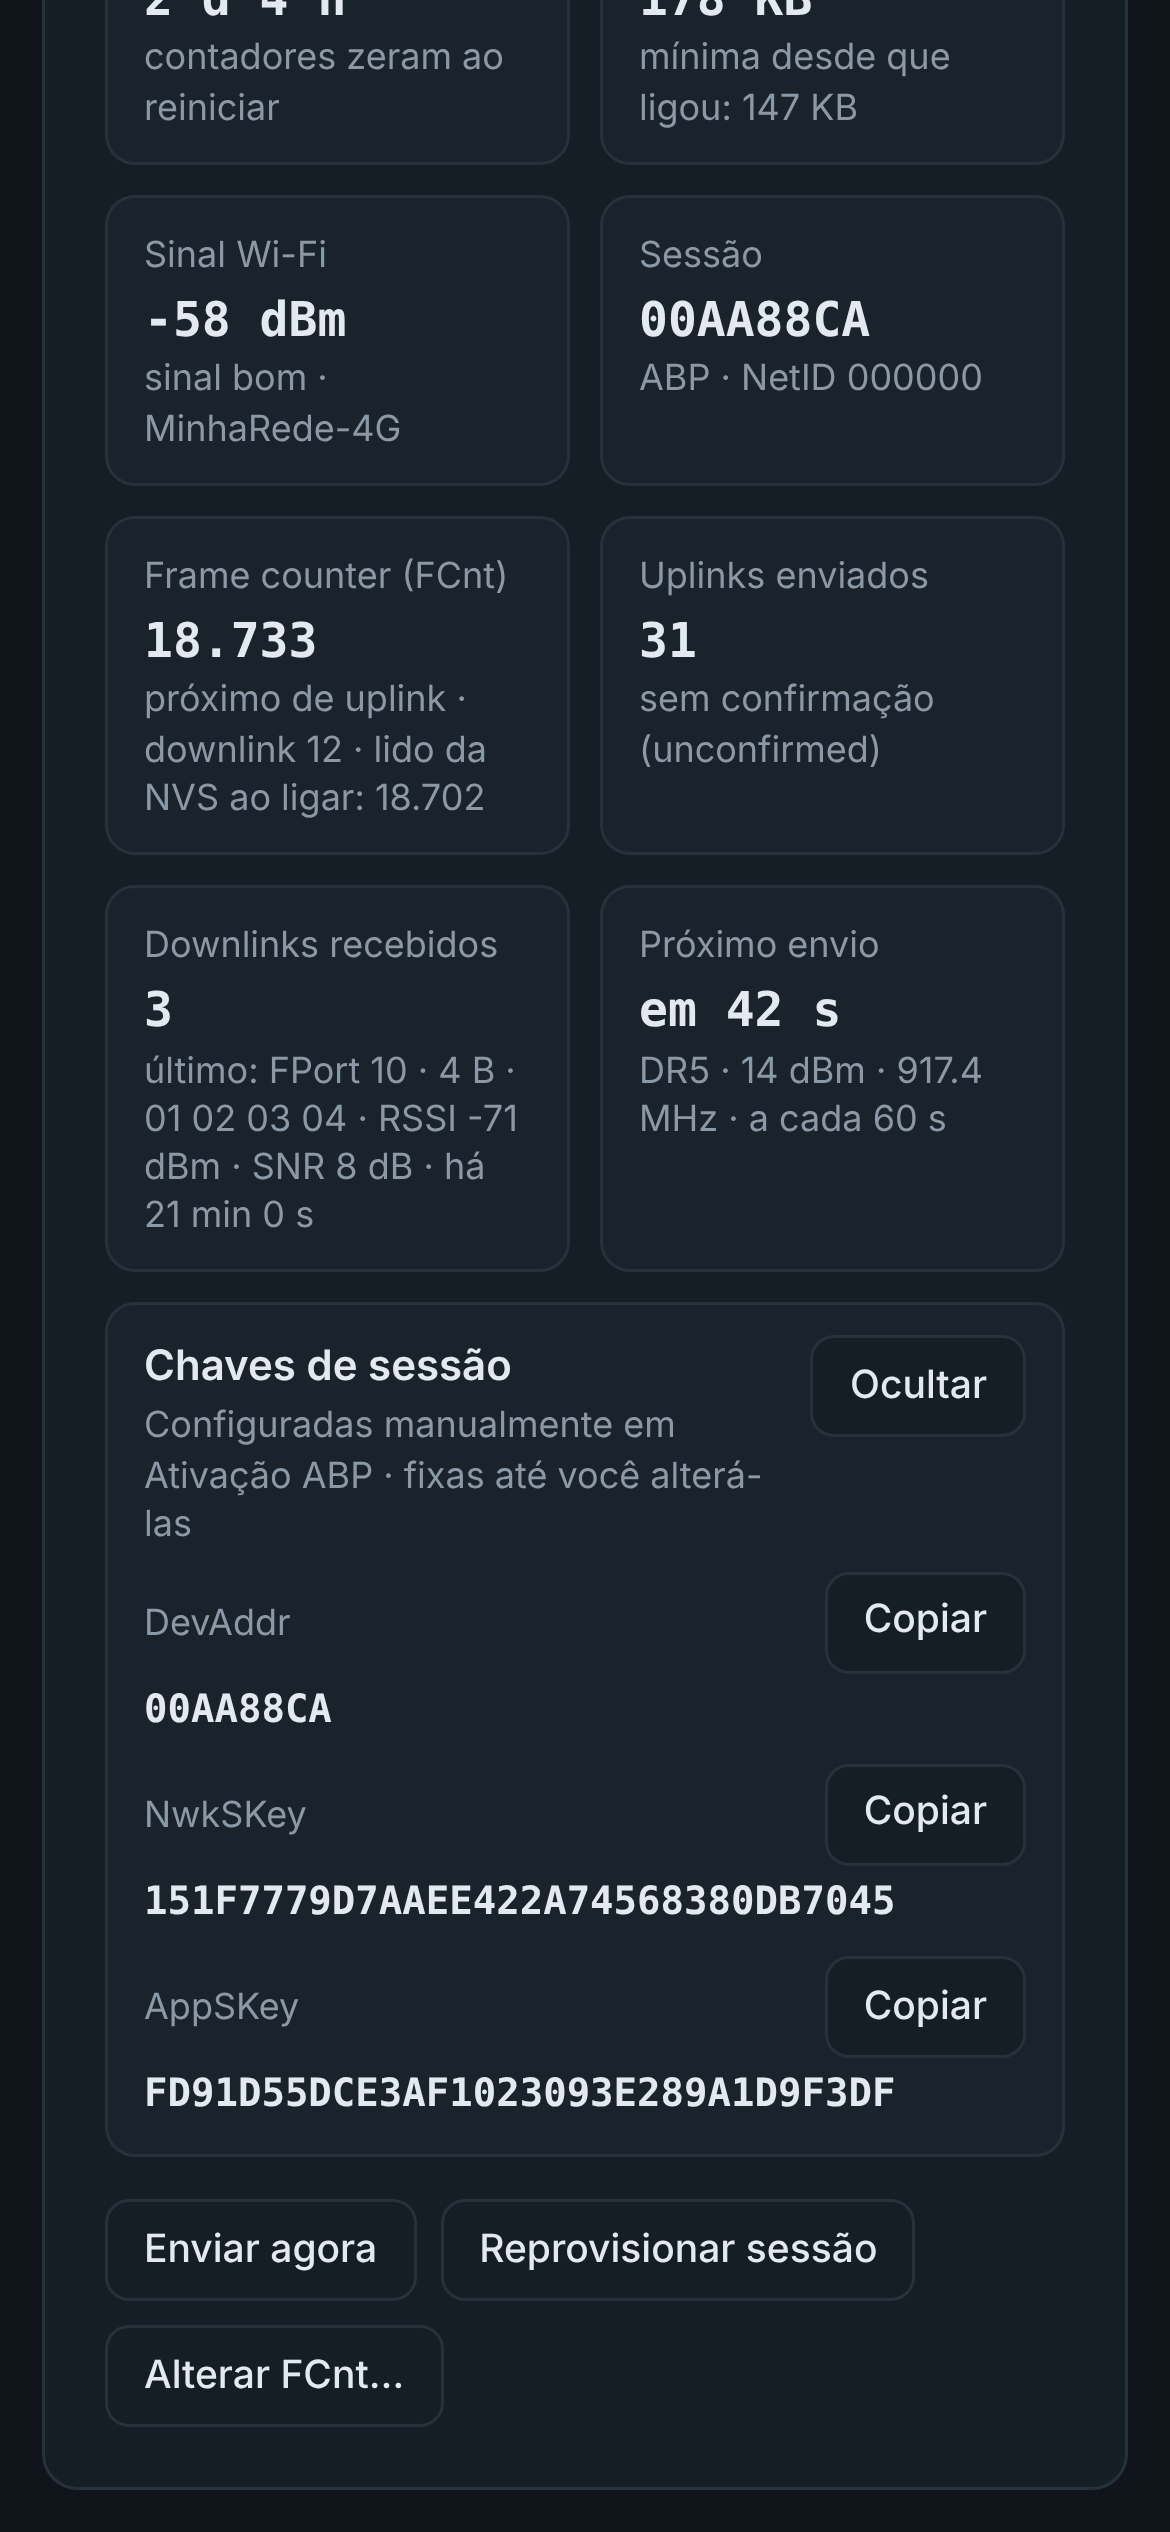 2 d 4 h
contadores zeram ao
reiniciar
178 KB
mínima desde que
ligou: 147 KB
Sinal Wi-Fi
-58 dBm
sinal bom ·
MinhaRede-4G
Sessão
00AA88CA
ABP · NetID 000000
Frame counter (FCnt)
18.733
próximo de uplink ·
downlink 12 · lido da
NVS ao ligar: 18.702
Uplinks enviados
31
sem confirmação
(unconfirmed)
Downlinks recebidos
3
último: FPort 10 · 4 B ·
01 02 03 04 · RSSI -71
dBm · SNR 8 dB · há
21 min 0 s
Próximo envio
em 42 s
DR5 · 14 dBm · 917.4
MHz · a cada 60 s
Chaves de sessão
Ocultar
Configuradas manualmente em
Ativação ABP · fixas até você alterá-
las
DevAddr
Copiar
00AA88CA
NwkSKey
Copiar
151F7779D7AAEE422A74568380DB7045
AppSKey
Copiar
FD91D55DCE3AF1023093E289A1D9F3DF
Enviar agora
Reprovisionar sessão
Alterar FCnt...